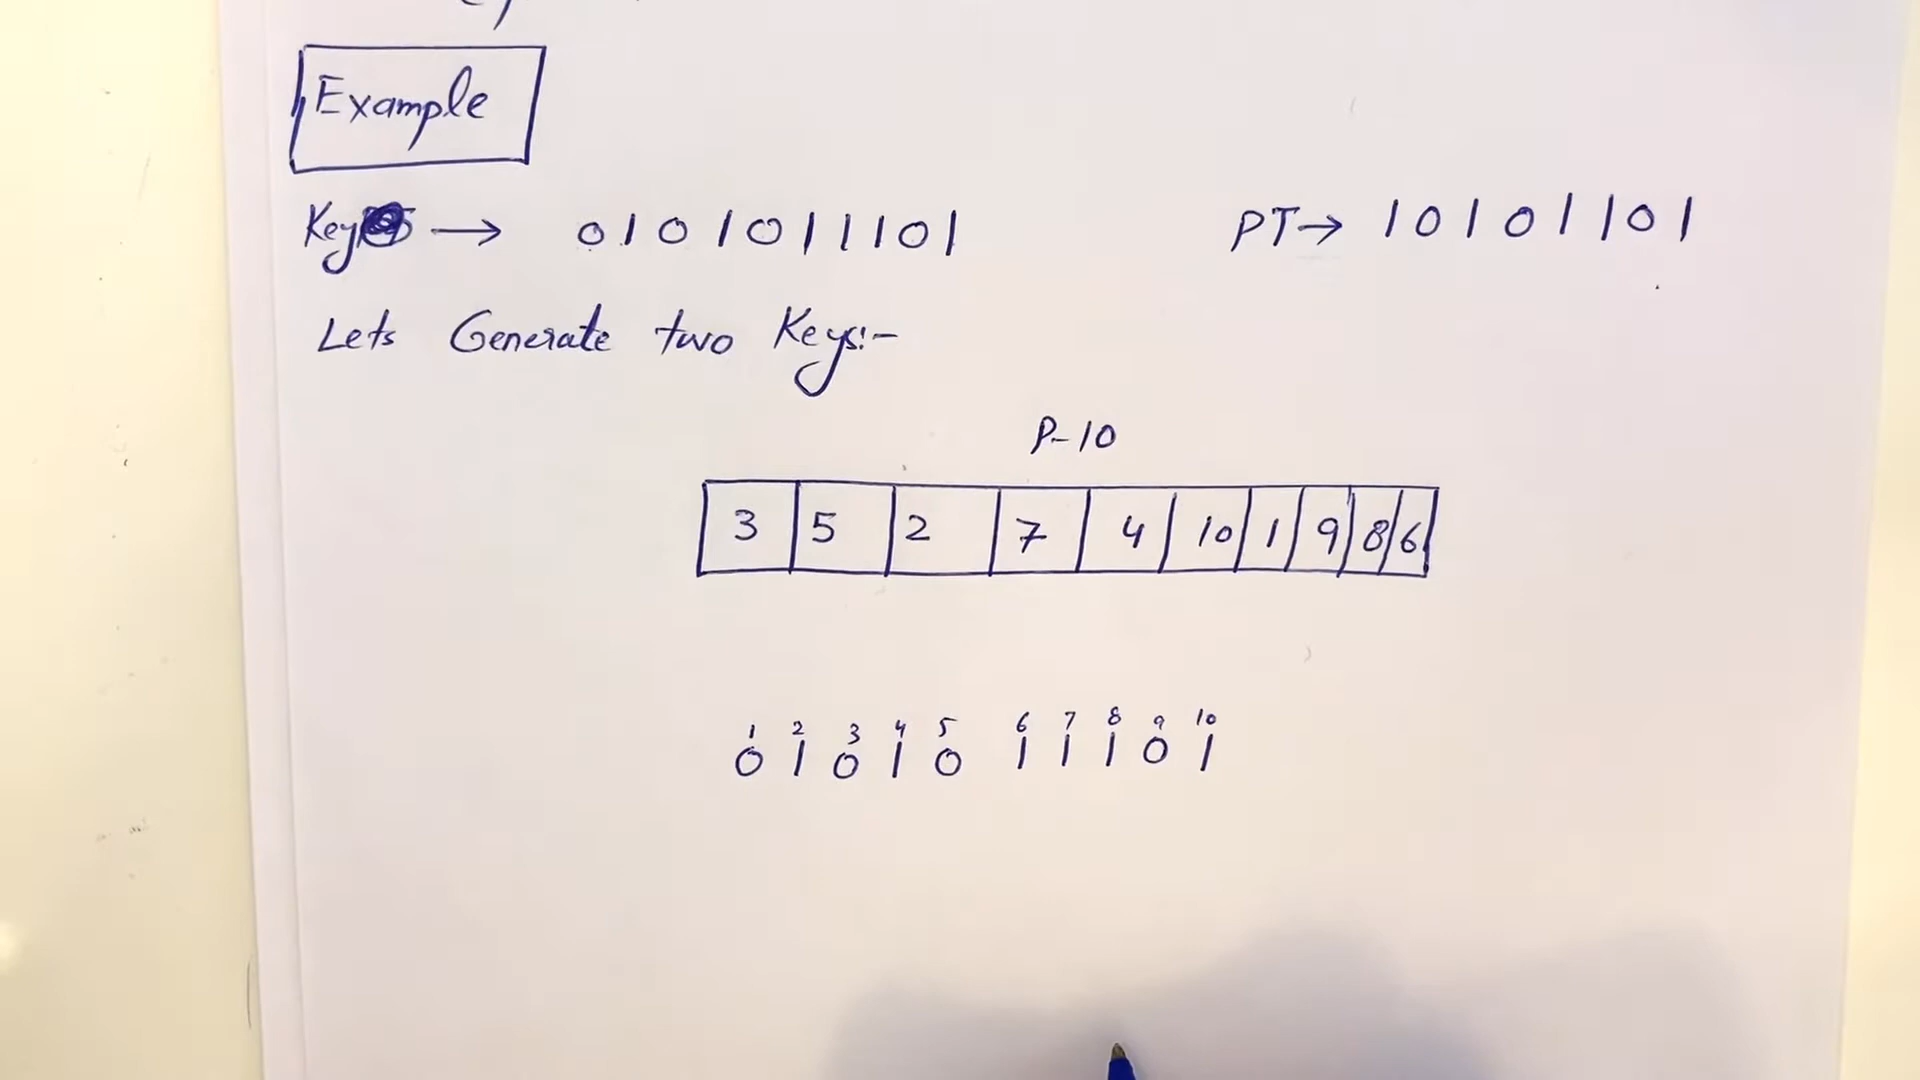 Example
Key → 0101011101
PT → 10101101
Lets Generate two Keys:-
P-10
3 5 2 7 4 10 1 9 8 6
1 2 3 4 5 6 7 8 9 10
0 1 0 1 0 1 1 1 0 1